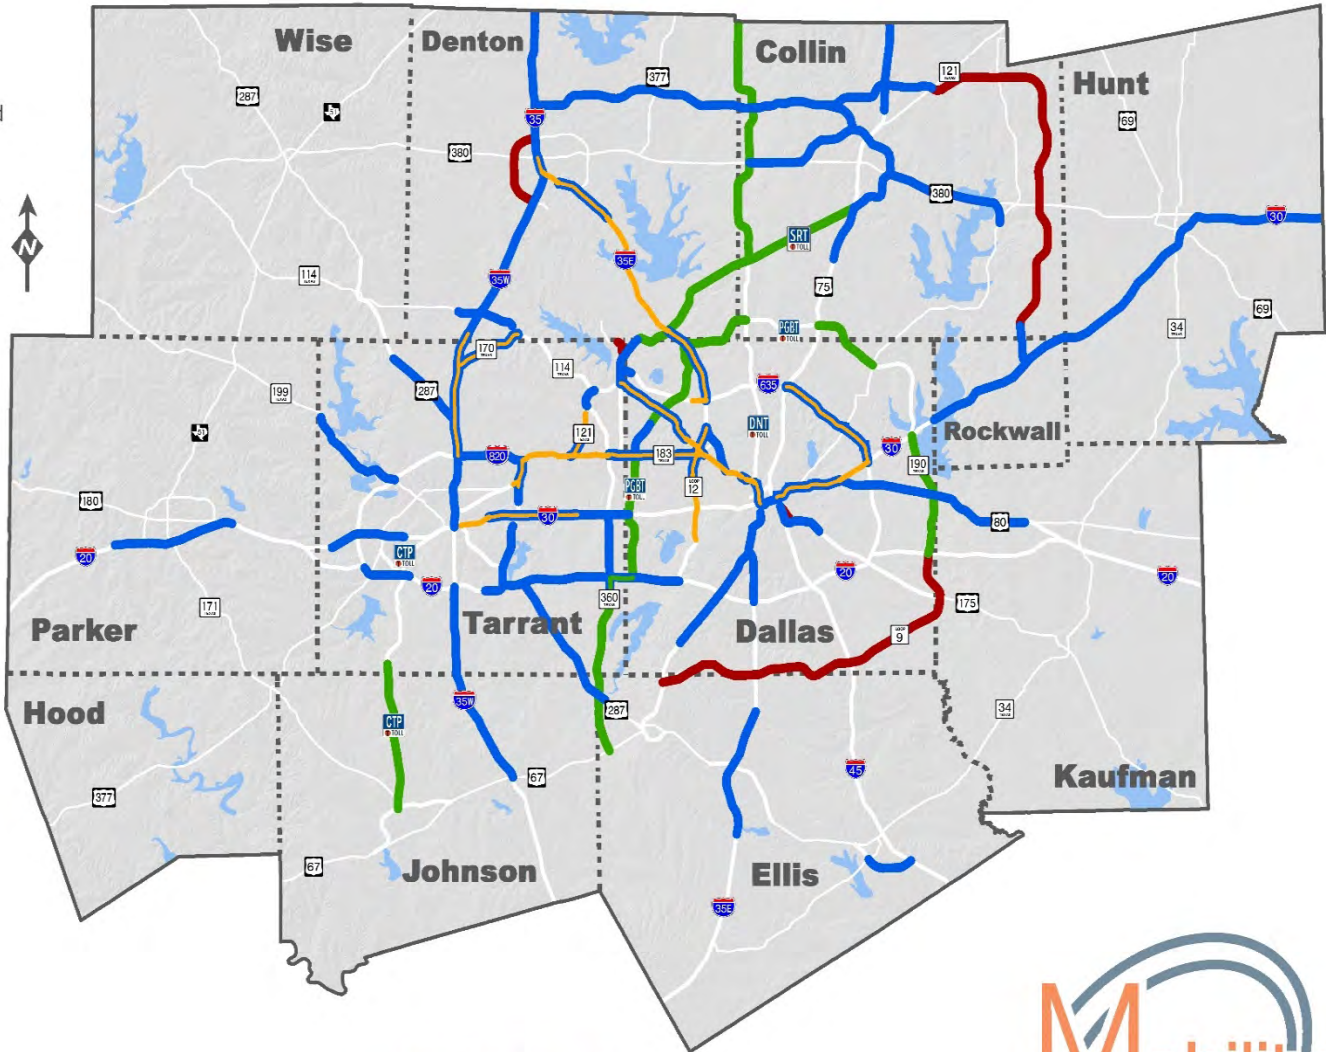 Wise
Denton
Collin
Hunt
287
377
121
69
35
380
380
30
SRT
TOLL
114
35W
35E
75
69
34
170
PGBT
TOLL
199
287
114
635
DNT
TOLL
Rockwall
121
820
183
30
190
180
PGBT
TOLL
LOOP
12
30
80
20
CTP
TOLL
20
20
20
171
360
175
Parker
Tarrant
Dallas
LOOP
9
Hood
35W
287
34
CTP
TOLL
377
67
45
Kaufman
67
Johnson
Ellis
35E
N